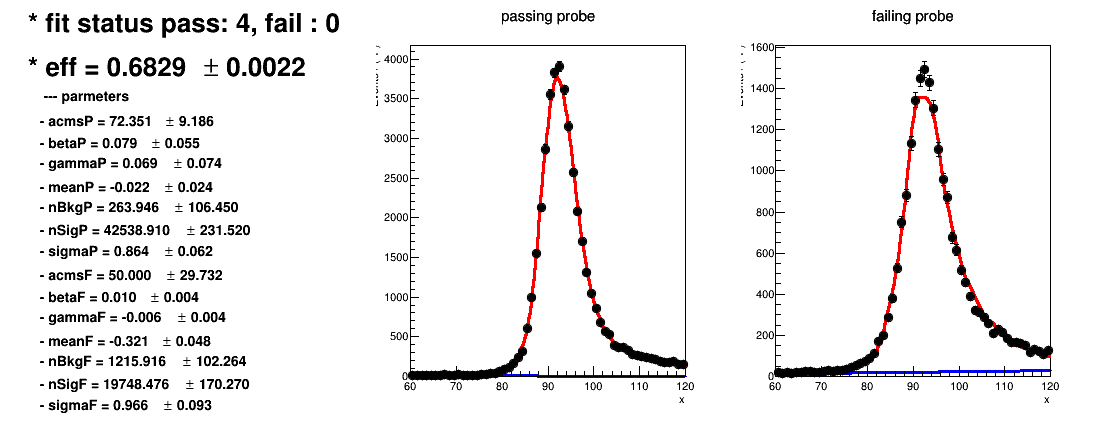 * fit status pass: 4, fail : 0
* eff = 0.6829 ± 0.0022
--- parmeters
- acmsP = 72.351 ± 9.186
- betaP = 0.079 ± 0.055
- gammaP = 0.069 ± 0.074
- meanP = -0.022 ± 0.024
- nBkgP = 263.946 ± 106.450
- nSigP = 42538.910 ± 231.520
- sigmaP = 0.864 ± 0.062
- acmsF = 50.000 ± 29.732
- betaF = 0.010 ± 0.004
- gammaF = -0.006 ± 0.004
- meanF = -0.321 ± 0.048
- nBkgF = 1215.916 ± 102.264
- nSigF = 19748.476 ± 170.270
- sigmaF = 0.966 ± 0.093
passing probe
4000
3500
3000
2500
2000
1500
1000
500
0
60 70 80 90 100 110 120
x
failing probe
1600
1400
1200
1000
800
600
400
200
0
60 70 80 90 100 110 120
x